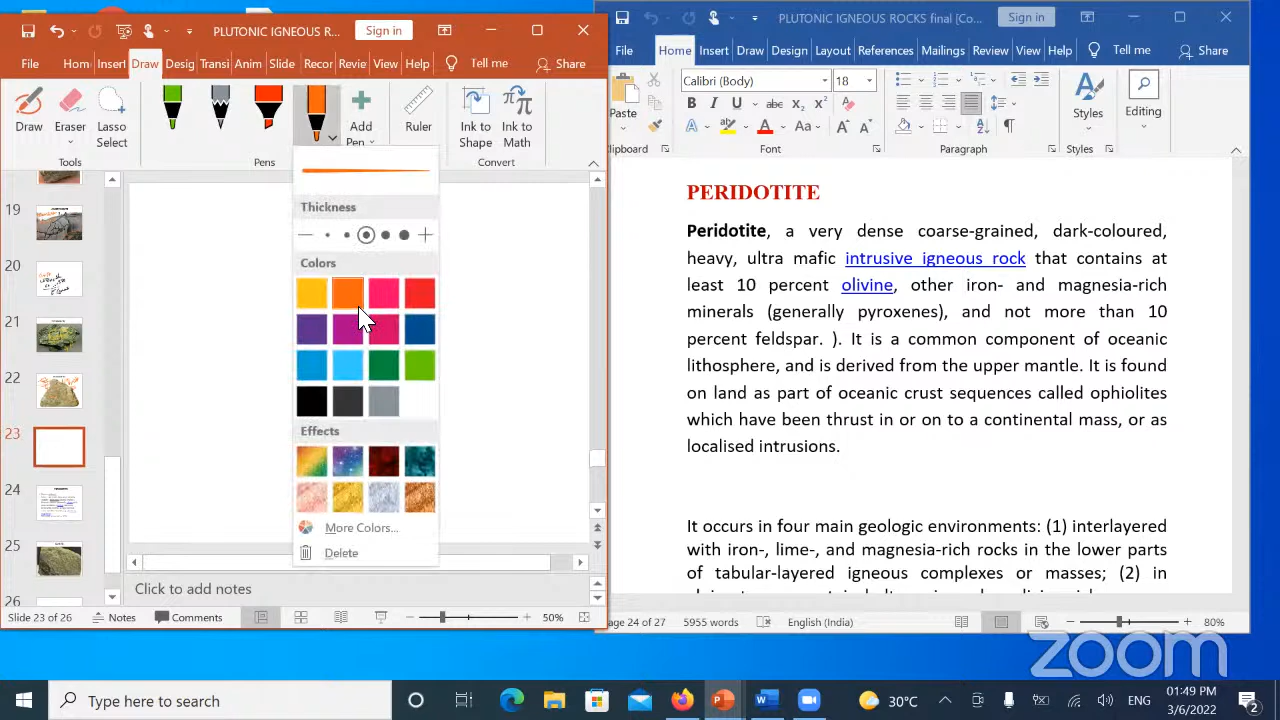 PLUTONIC IGNEOUS R...
Sign in
File
Hom
Insert
Draw
Desig
Transi
Anim
Slide
Recor
Revie
View
Help
Tell me
Share
Draw
Eraser
Lasso
Select
Add
Pen
Ruler
Ink to
Shape
Ink to
Math
Tools
Pens
Convert
Thickness
Colors
Effects
More Colors...
Delete
19
20
21
22
23
24
25
26
Click to add notes
Slide 23 of 26
Notes
Comments
50%
PLUTONIC IGNEOUS ROCKS final [Co...
Sign in
File
Home
Insert
Draw
Design
Layout
References
Mailings
Review
View
Help
Tell me
Share
Paste
Calibri (Body)
18
B I U abc x₂ x²
Styles
Editing
lipboard
Font
Paragraph
Styles
PERIDOTITE
Peridotite, a very dense coarse-grained, dark-coloured,
heavy, ultra mafic intrusive igneous rock that contains at
least 10 percent olivine, other iron- and magnesia-rich
minerals (generally pyroxenes), and not more than 10
percent feldspar. ). It is a common component of oceanic
lithosphere, and is derived from the upper mantle. It is found
on land as part of oceanic crust sequences called ophiolites
which have been thrust in or on to a continental mass, or as
localised intrusions.
It occurs in four main geologic environments: (1) interlayered
with iron-, lime-, and magnesia-rich rocks in the lower parts
of tabular-layered igneous complexes or masses; (2) in
age 24 of 27
5955 words
English (India)
80%
zoom
Type here to search
30°C
ENG
01:49 PM
3/6/2022
2